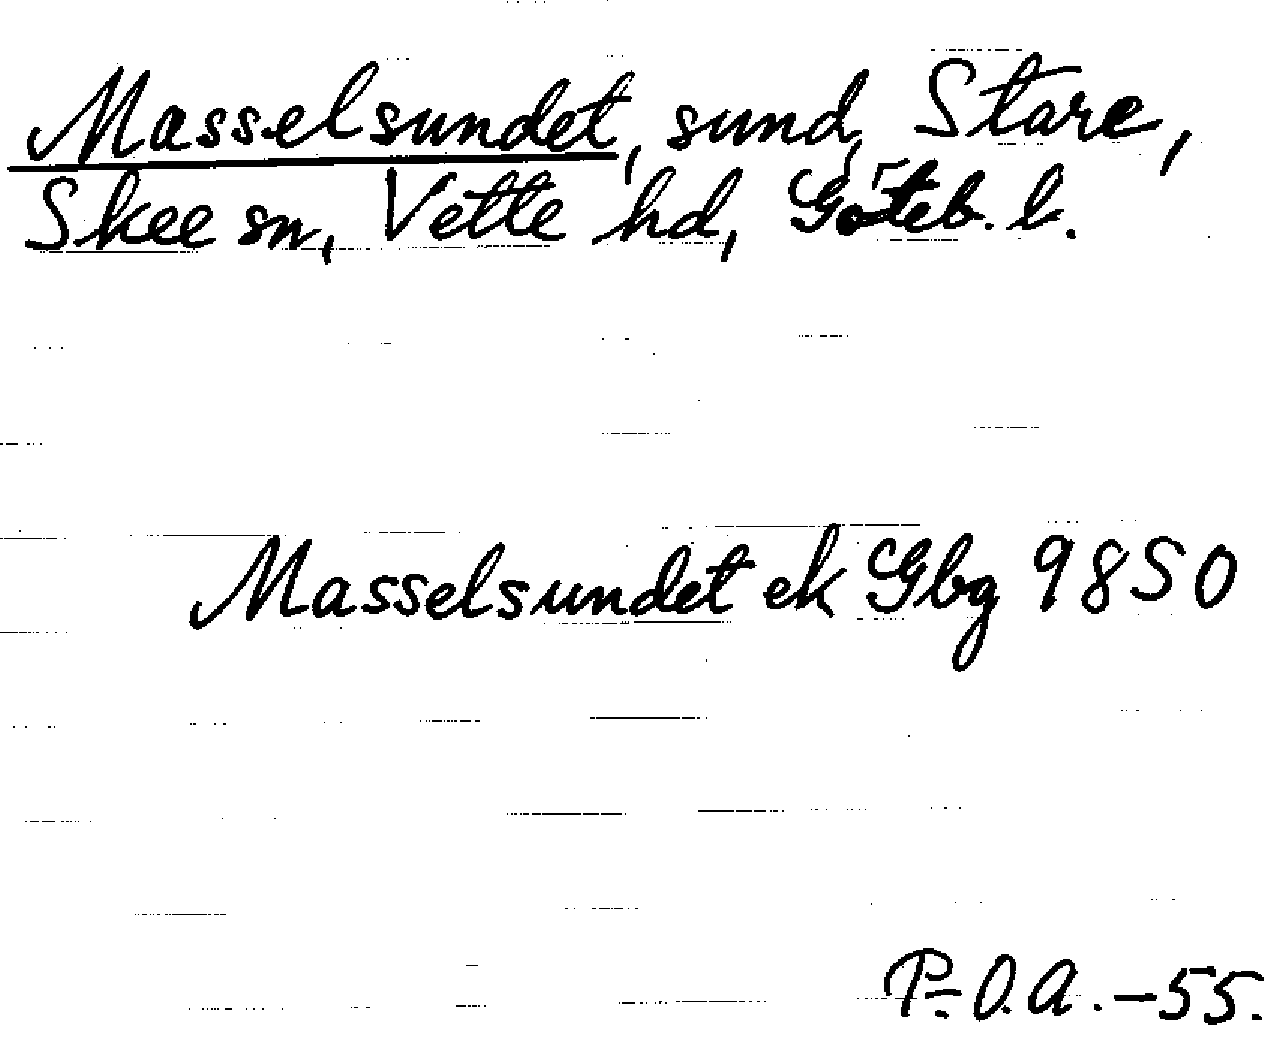 Masselsundet, sund, Stare,
Skee sn, Vette hd, Göteb. l.
Masselsundet ek Gbg 9850
P.-O.A.-55.